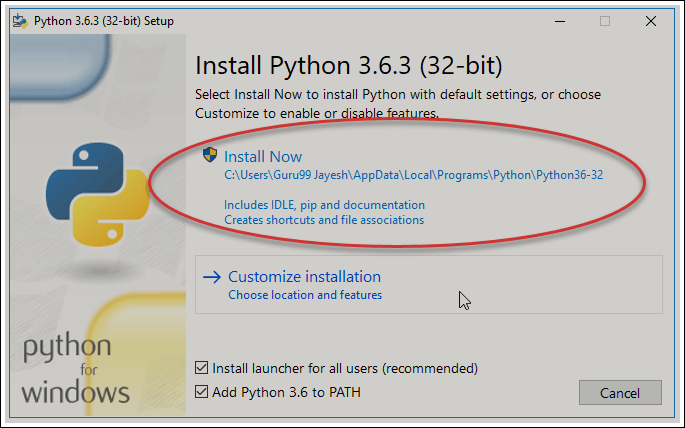 Python 3.6.3 (32-bit) Setup
Install Python 3.6.3 (32-bit)
Select Install Now to install Python with default settings, or choose
Customize to enable or disable features.
Install Now
C:\Users\Guru99 Jayesh\AppData\Local\Programs\Python\Python36-32
Includes IDLE, pip and documentation
Creates shortcuts and file associations
Customize installation
Choose location and features
python
for
windows
Install launcher for all users (recommended)
Add Python 3.6 to PATH
Cancel